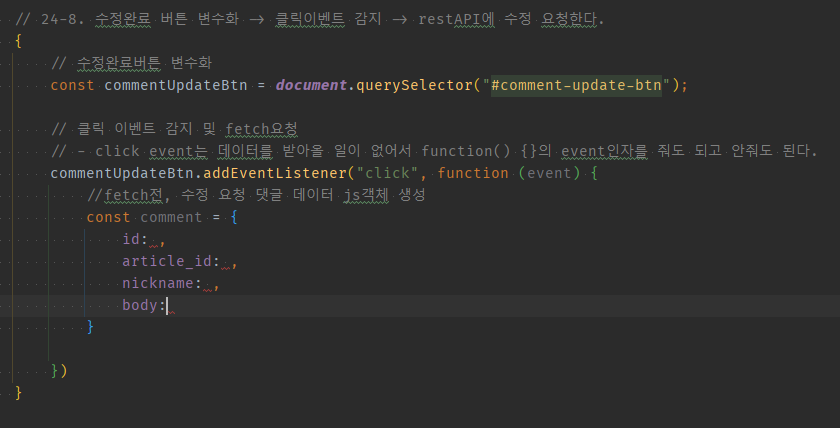 // 24-8. 수정완료 버튼 변수화 -> 클릭이벤트 감지 -> restAPI에 수정 요청한다.
{
// 수정완료버튼 변수화
const commentUpdateBtn = document.querySelector("#comment-update-btn");
// 클릭 이벤트 감지 및 fetch요청
// - click event는 데이터를 받아올 일이 없어서 function() {}의 event인자를 줘도 되고 안줘도 된다.
commentUpdateBtn.addEventListener("click", function (event) {
//fetch전, 수정 요청 댓글 데이터 js객체 생성
const comment = {
id: ,
article_id: ,
nickname: ,
body:
}
})
}